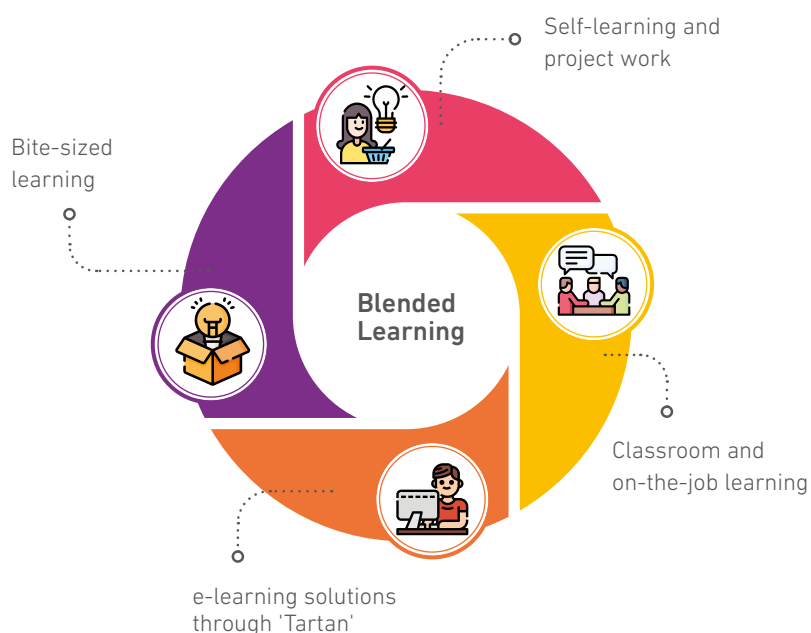 Self-learning and
project work
Bite-sized
learning
Blended
Learning
Classroom and
on-the-job learning
e-learning solutions
through 'Tartan'